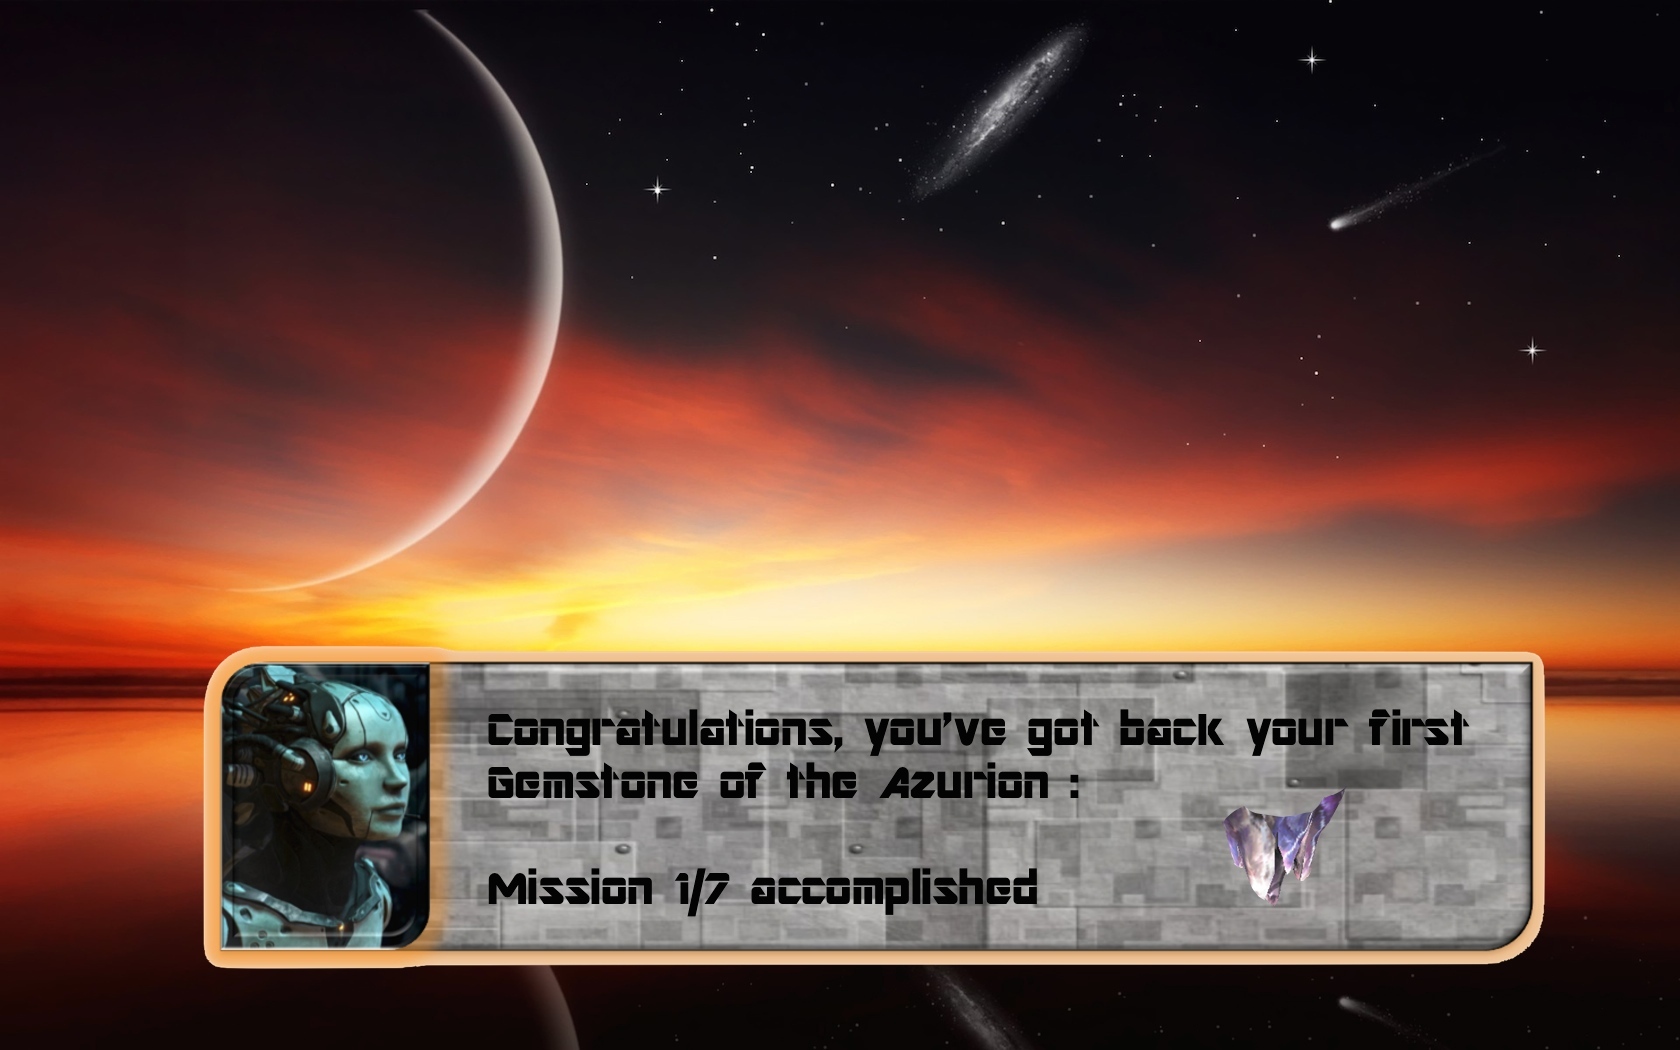 Congratulations, you've got back your first
Gemstone of the Azurion :
Mission 1/7 accomplished